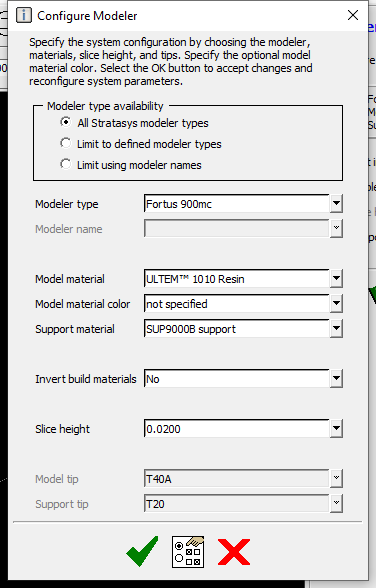 Configure Modeler
Specify the system configuration by choosing the modeler,
materials, slice height, and tips. Specify the optional model
material color. Select the OK button to accept changes and
reconfigure system parameters.
Modeler type availability
All Stratasys modeler types
Limit to defined modeler types
Limit using modeler names
Modeler type Fortus 900mc
Modeler name
Model material ULTEM™ 1010 Resin
Model material color not specified
Support material SUP9000B support
Invert build materials No
Slice height 0.0200
Model tip T40A
Support tip T20